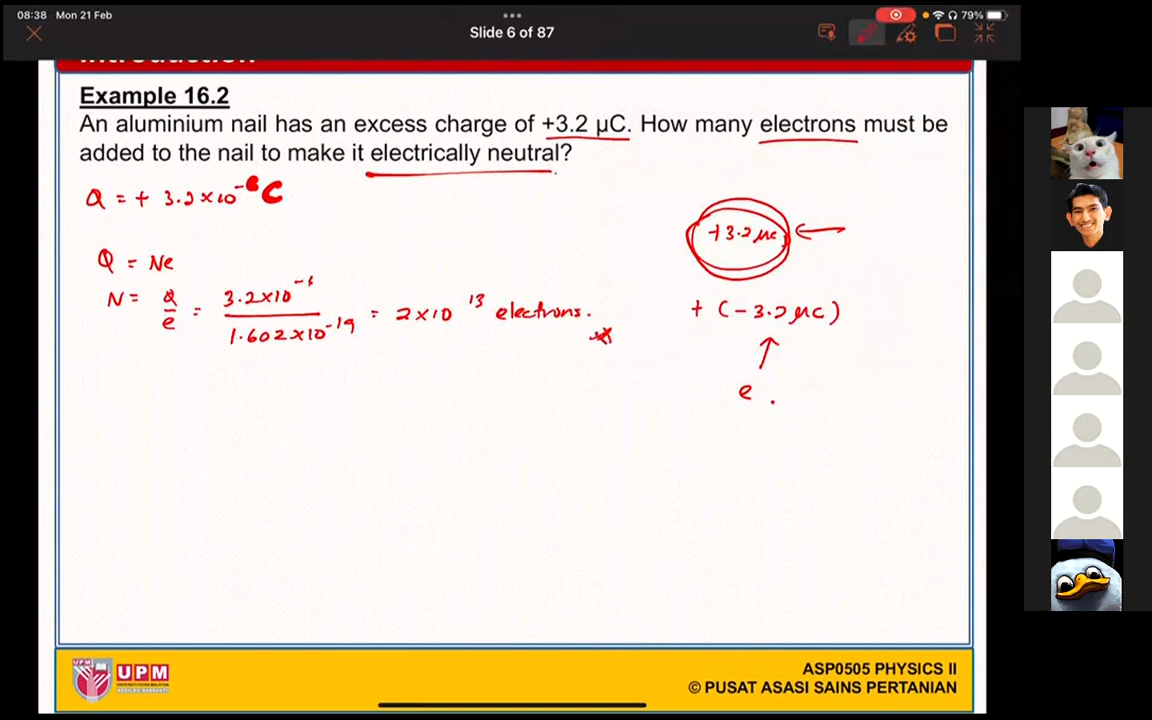 08:38 Mon 21 Feb
79%
Slide 6 of 87
Introduction
Example 16.2
An aluminium nail has an excess charge of +3.2 µC. How many electrons must be
added to the nail to make it electrically neutral?
Q = + 3.2 × 10⁻⁶ C
+3.2 µC
Q = Ne
N = Q/e = 3.2×10⁻⁶ / 1.602×10⁻¹⁹ = 2×10¹³ electrons.
+ (-3.2 µC)
e
UPM
UPM
ASP0505 PHYSICS II
© PUSAT ASASI SAINS PERTANIAN